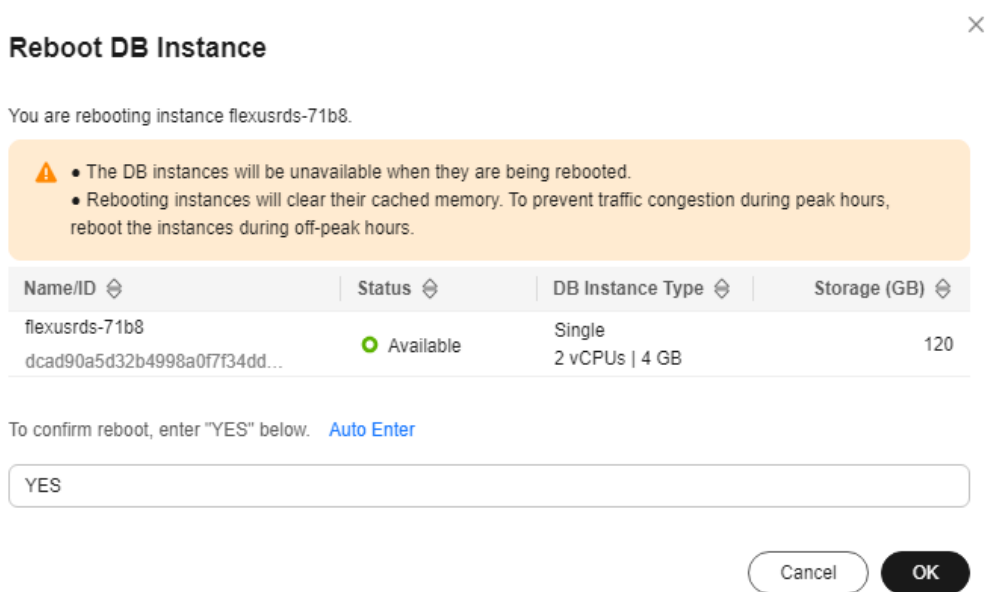 Reboot DB Instance
You are rebooting instance flexusrds-71b8.
● The DB instances will be unavailable when they are being rebooted.
● Rebooting instances will clear their cached memory. To prevent traffic congestion during peak hours,
reboot the instances during off-peak hours.
Name/ID Status DB Instance Type Storage (GB)
flexusrds-71b8 Available Single 120
dcad90a5d32b4998a0f7f34dd... 2 vCPUs | 4 GB
To confirm reboot, enter "YES" below. Auto Enter
YES
Cancel OK